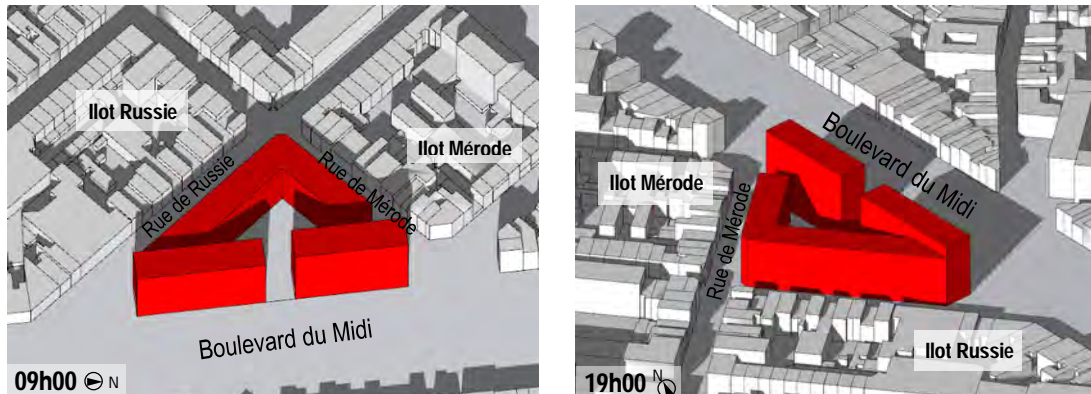 Ilot Russie
Ilot Mérode
Rue de Russie
Rue de Mérode
Boulevard du Midi
09h00 N
Boulevard du Midi
Ilot Mérode
Rue de Mérode
Ilot Russie
19h00 N